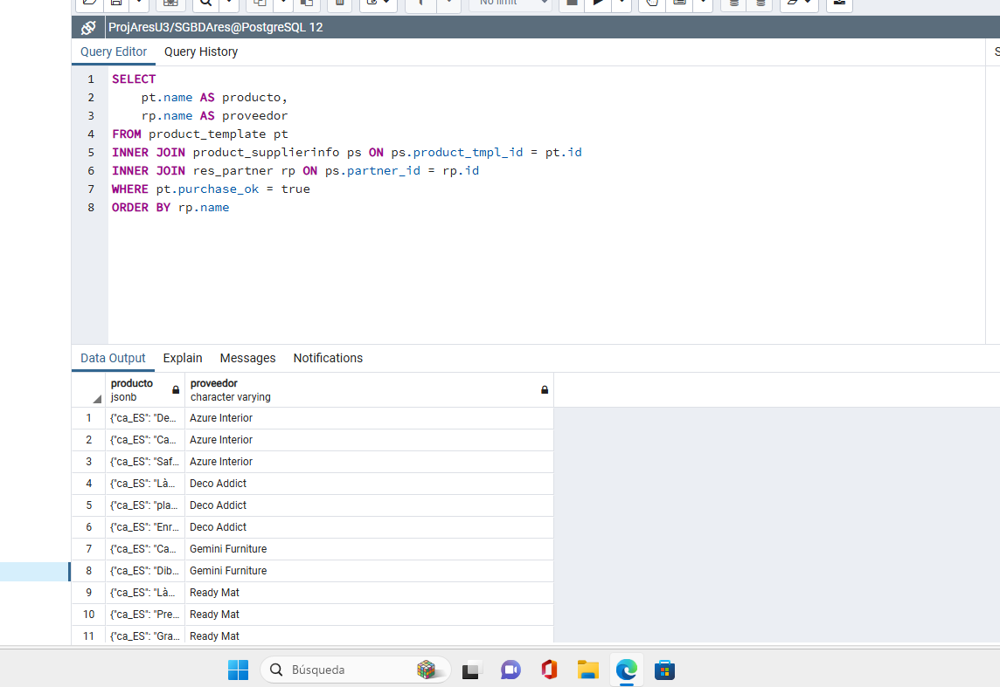 No limit
ProjAresU3/SGBDAres@PostgreSQL 12
Query Editor Query History
1 SELECT
2 pt.name AS producto,
3 rp.name AS proveedor
4 FROM product_template pt
5 INNER JOIN product_supplierinfo ps ON ps.product_tmpl_id = pt.id
6 INNER JOIN res_partner rp ON ps.partner_id = rp.id
7 WHERE pt.purchase_ok = true
8 ORDER BY rp.name
Data Output Explain Messages Notifications
producto proveedor
jsonb character varying
1 {"ca_ES": "De... Azure Interior
2 {"ca_ES": "Ca... Azure Interior
3 {"ca_ES": "Saf... Azure Interior
4 {"ca_ES": "Là... Deco Addict
5 {"ca_ES": "pla... Deco Addict
6 {"ca_ES": "Enr... Deco Addict
7 {"ca_ES": "Ca... Gemini Furniture
8 {"ca_ES": "Dib... Gemini Furniture
9 {"ca_ES": "Là... Ready Mat
10 {"ca_ES": "Pre... Ready Mat
11 {"ca_ES": "Gra... Ready Mat
Búsqueda